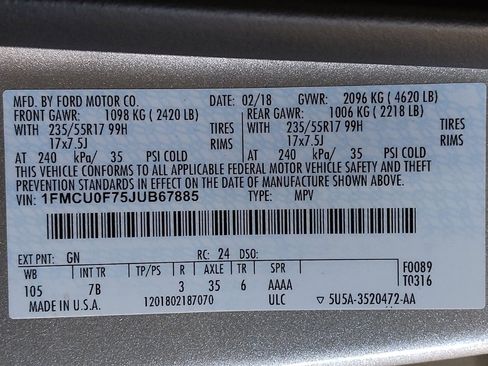 MFD. BY FORD MOTOR CO. DATE: 02/18 GVWR: 2096 KG ( 4620 LB)
FRONT GAWR: 1098 KG ( 2420 LB) REAR GAWR: 1006 KG ( 2218 LB)
WITH 235/55R17 99H TIRES WITH 235/55R17 99H TIRES
17x7.5J RIMS 17x7.5J RIMS
AT 240 kPa/ 35 PSI COLD AT 240 kPa/ 35 PSI COLD
THIS VEHICLE CONFORMS TO ALL APPLICABLE FEDERAL MOTOR VEHICLE SAFETY AND THEFT
PREVENTION STANDARDS IN EFFECT ON THE DATE OF MANUFACTURE SHOWN ABOVE.
VIN: 1FMCU0F75JUB67885 TYPE: MPV
EXT PNT: GN RC: 24 DSO:
WB INT TR TP/PS R AXLE TR SPR F0089
105 7B 3 35 6 AAAA T0316
MADE IN U.S.A. 1201802187070 ULC ▽ 5U5A-3520472-AA